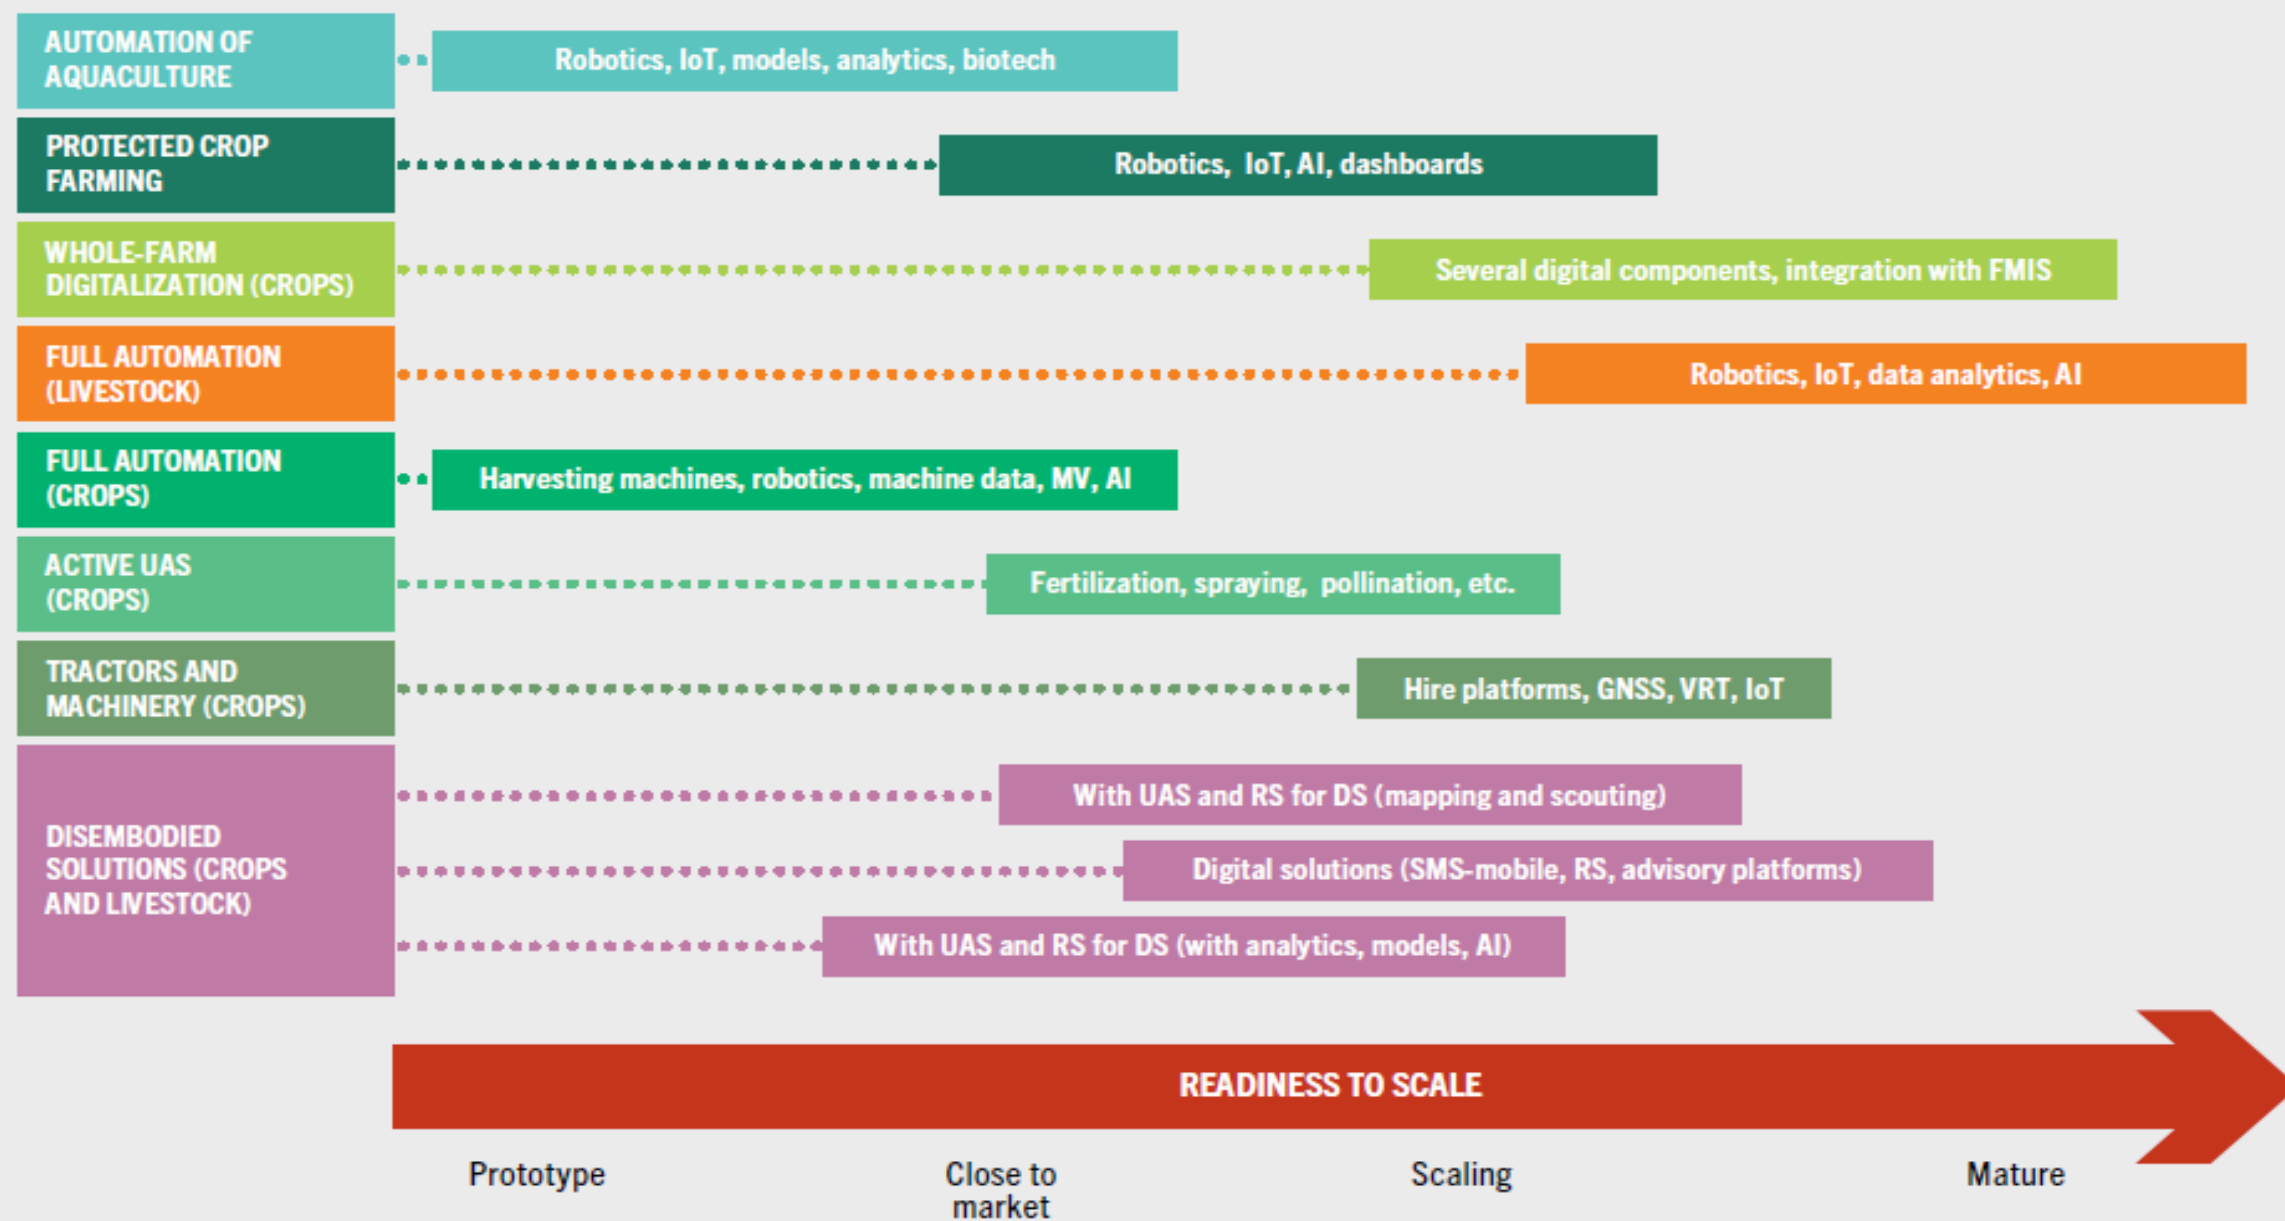 AUTOMATION OF
AQUACULTURE
Robotics, IoT, models, analytics, biotech
PROTECTED CROP
FARMING
Robotics, IoT, AI, dashboards
WHOLE-FARM
DIGITALIZATION (CROPS)
Several digital components, integration with FMIS
FULL AUTOMATION
(LIVESTOCK)
Robotics, IoT, data analytics, AI
FULL AUTOMATION
(CROPS)
Harvesting machines, robotics, machine data, MV, AI
ACTIVE UAS
(CROPS)
Fertilization, spraying, pollination, etc.
TRACTORS AND
MACHINERY (CROPS)
Hire platforms, GNSS, VRT, IoT
DISEMBODIED
SOLUTIONS (CROPS
AND LIVESTOCK)
With UAS and RS for DS (mapping and scouting)
Digital solutions (SMS-mobile, RS, advisory platforms)
With UAS and RS for DS (with analytics, models, AI)
READINESS TO SCALE
Prototype
Close to
market
Scaling
Mature